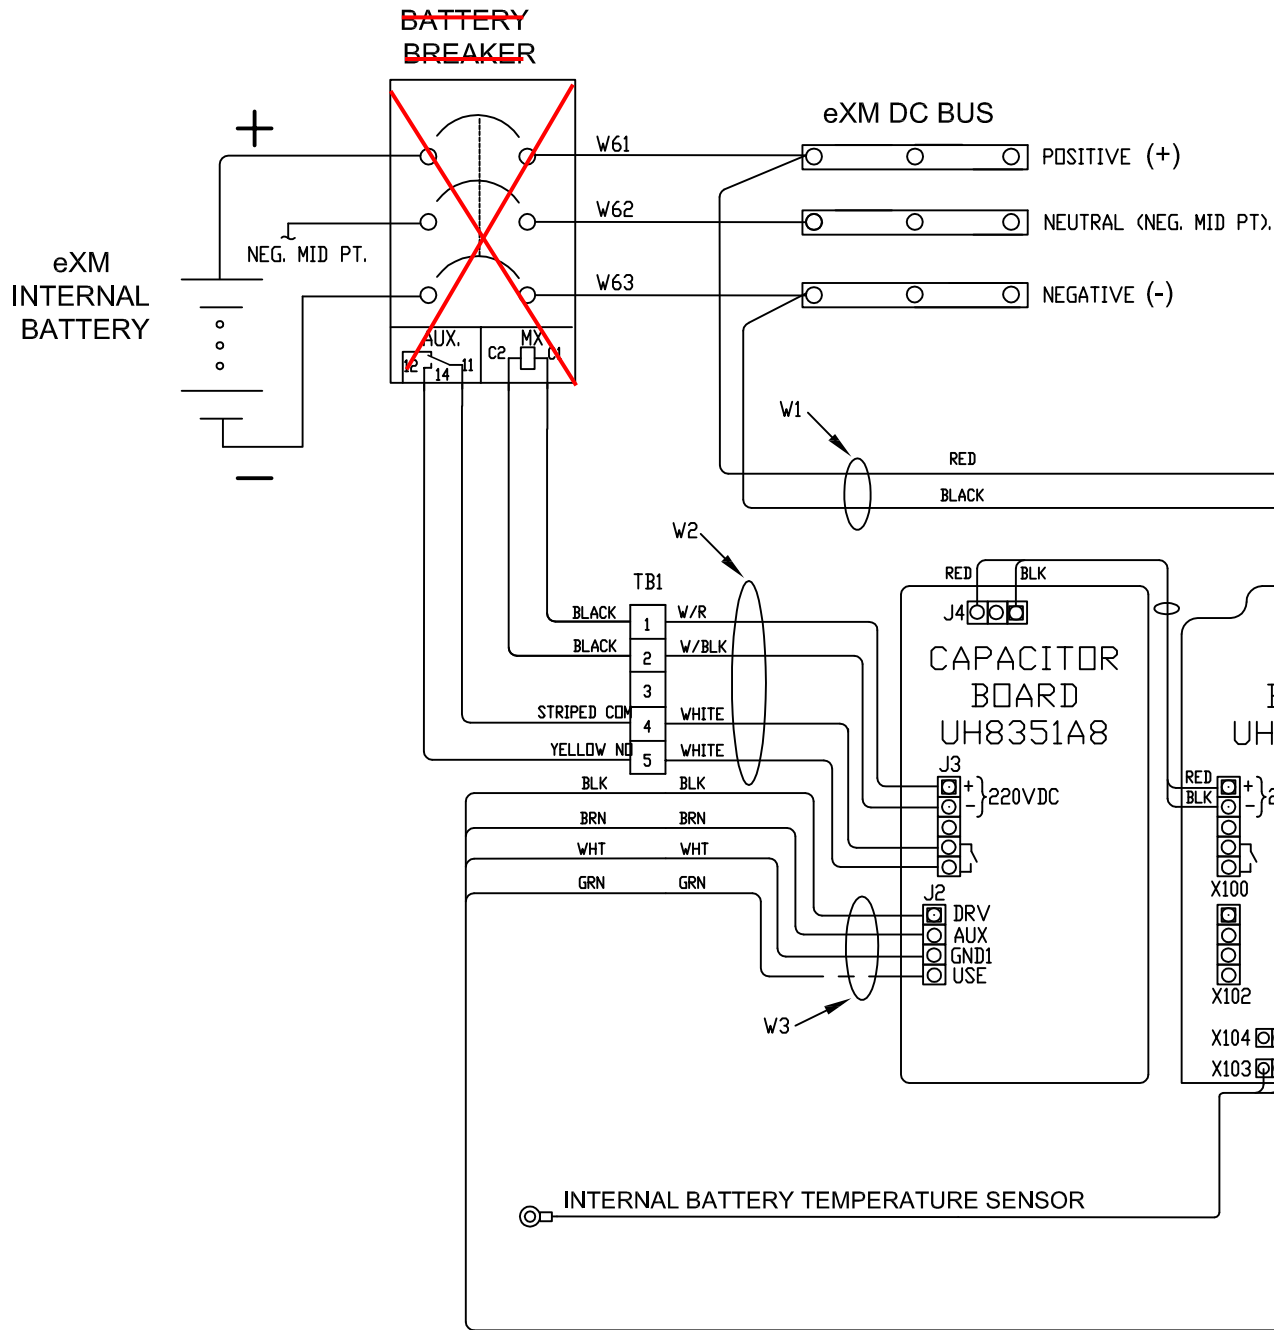 BATTERY
BREAKER
+
eXM DC BUS
W61
POSITIVE (+)
W62
NEUTRAL (NEG. MID PT).
NEG. MID PT.
eXM
INTERNAL
BATTERY
W63
NEGATIVE (-)
AUX.
MX
12
14
11
C2
C1
W1
RED
BLACK
W2
TB1
RED
BLK
J4
BLACK
1
W/R
BLACK
2
W/BLK
3
STRIPED COM
4
WHITE
YELLOW NO
5
WHITE
CAPACITOR
BOARD
UH8351A8
UH
J3
+
-
220VDC
RED
BLK
+
-
2
X100
BLK
BLK
BRN
BRN
WHT
WHT
GRN
GRN
J2
DRV
AUX
GND1
USE
X102
W3
X104
X103
INTERNAL BATTERY TEMPERATURE SENSOR